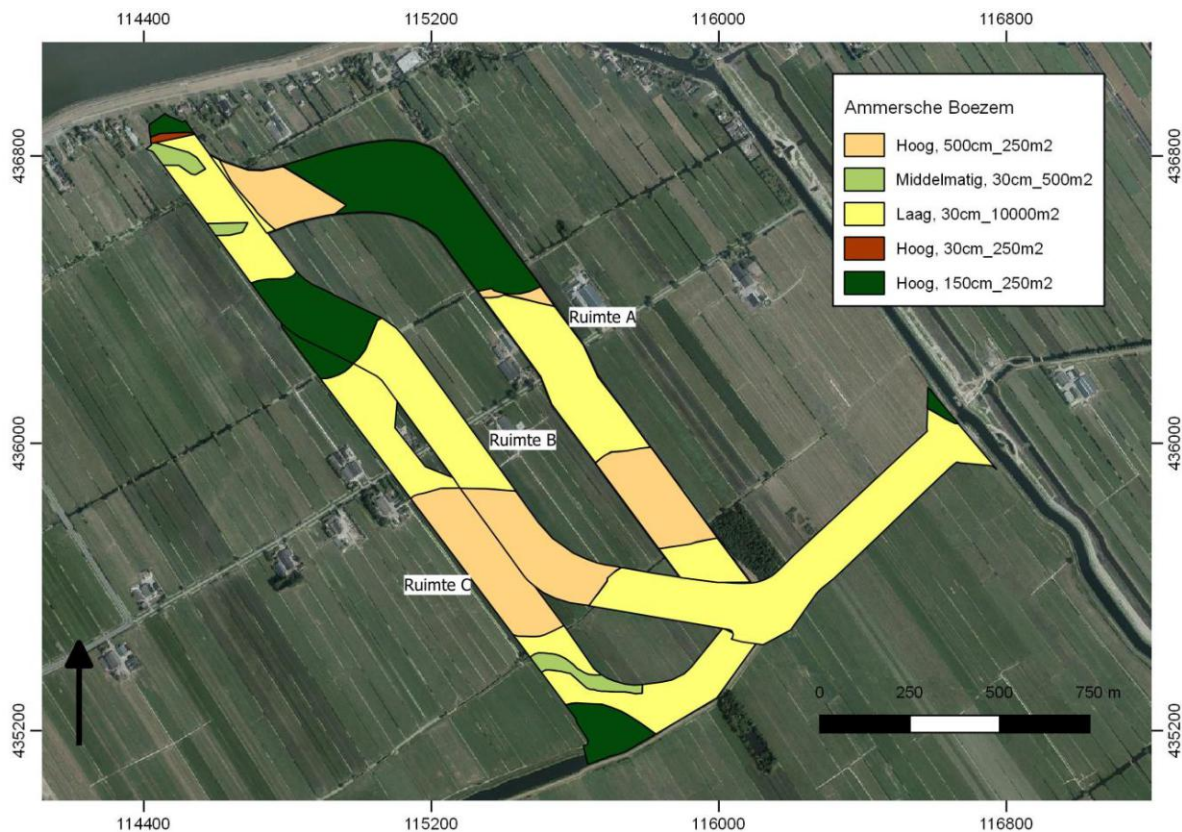 114400 115200 116000 116800
Ammersche Boezem
Hoog, 500cm_250m2
Middelmatig, 30cm_500m2
Laag, 30cm_10000m2
Hoog, 30cm_250m2
Hoog, 150cm_250m2
436800 436800
Ruimte A
436000 436000
Ruimte B
Ruimte C
0 250 500 750 m
435200 435200
114400 115200 116000 116800